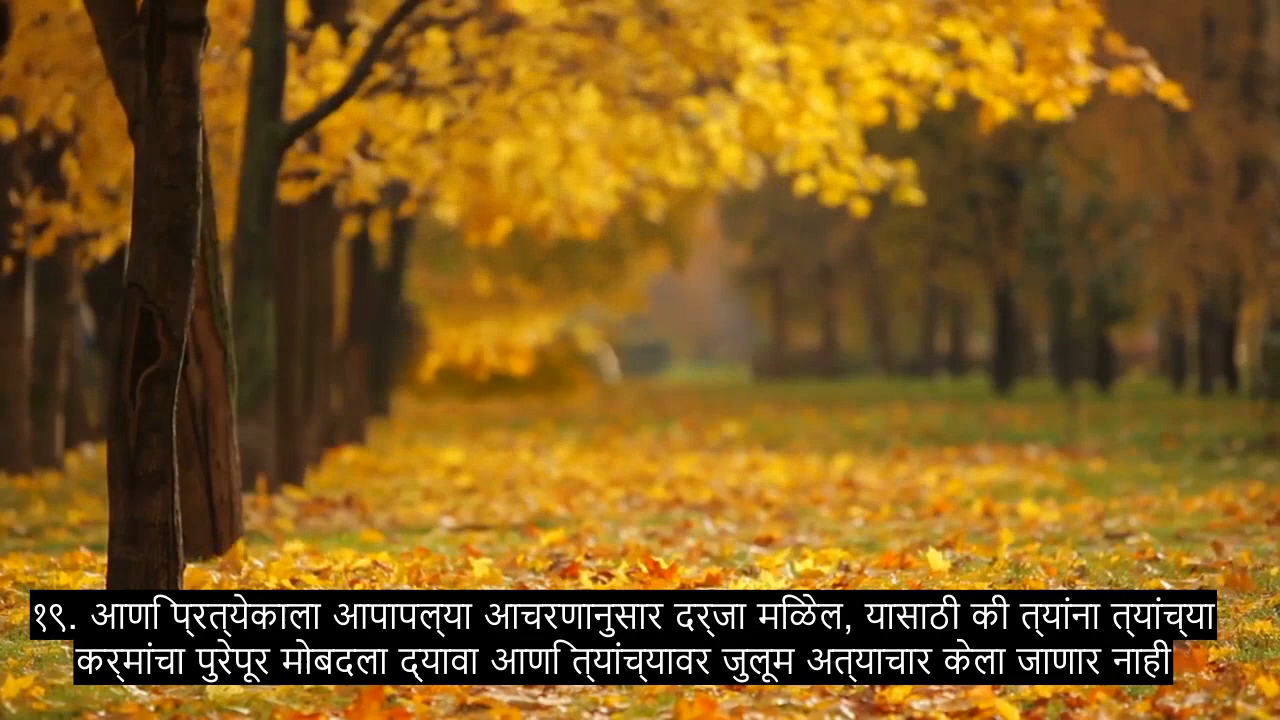 १९. आणि प्रत्येकाला आपापल्या आचरणानुसार दर्जा मिळेल, यासाठी की त्यांना त्यांच्या
कर्मांचा पुरेपूर मोबदला द्यावा आणि त्यांच्यावर जुलूम अत्याचार केला जाणार नाही